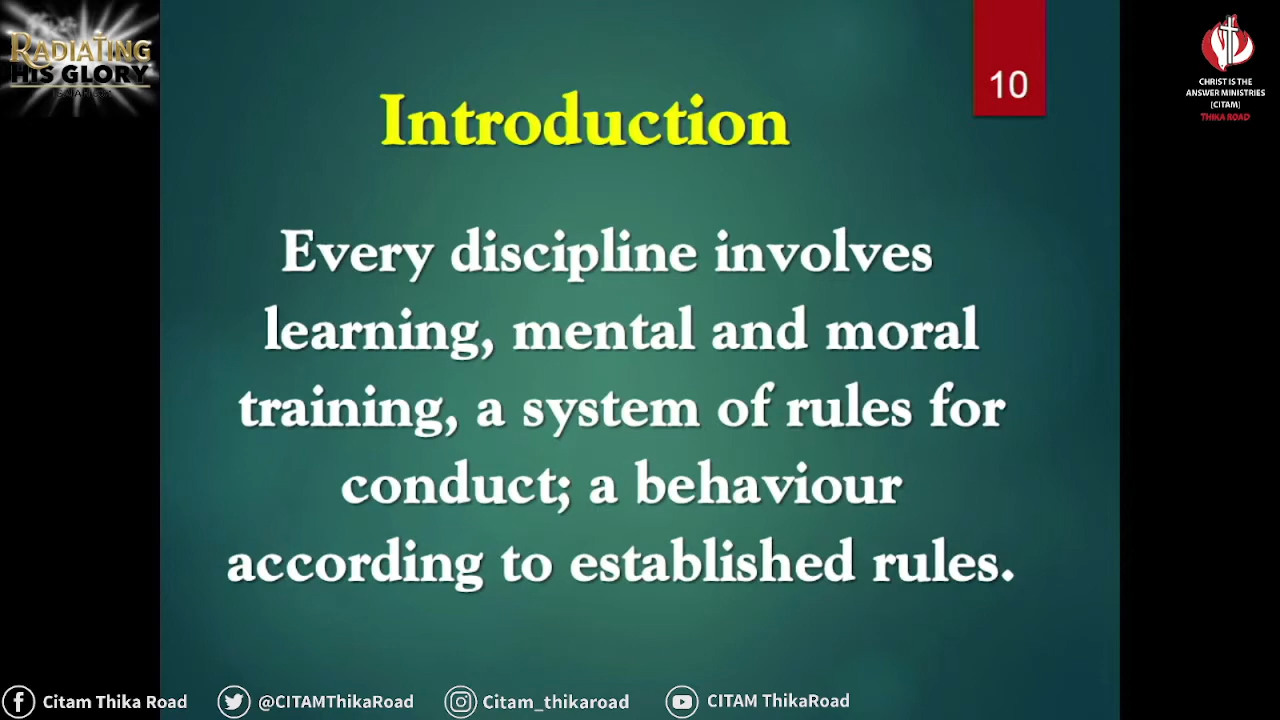 RADIATING
HIS GLORY
10
CHRIST IS THE
ANSWER MINISTRIES
(CITAM)
THIKA ROAD
Introduction
Every discipline involves
learning, mental and moral
training, a system of rules for
conduct; a behaviour
according to established rules.
Citam Thika Road
@CITAMThikaRoad
Citam_thikaroad
CITAM ThikaRoad